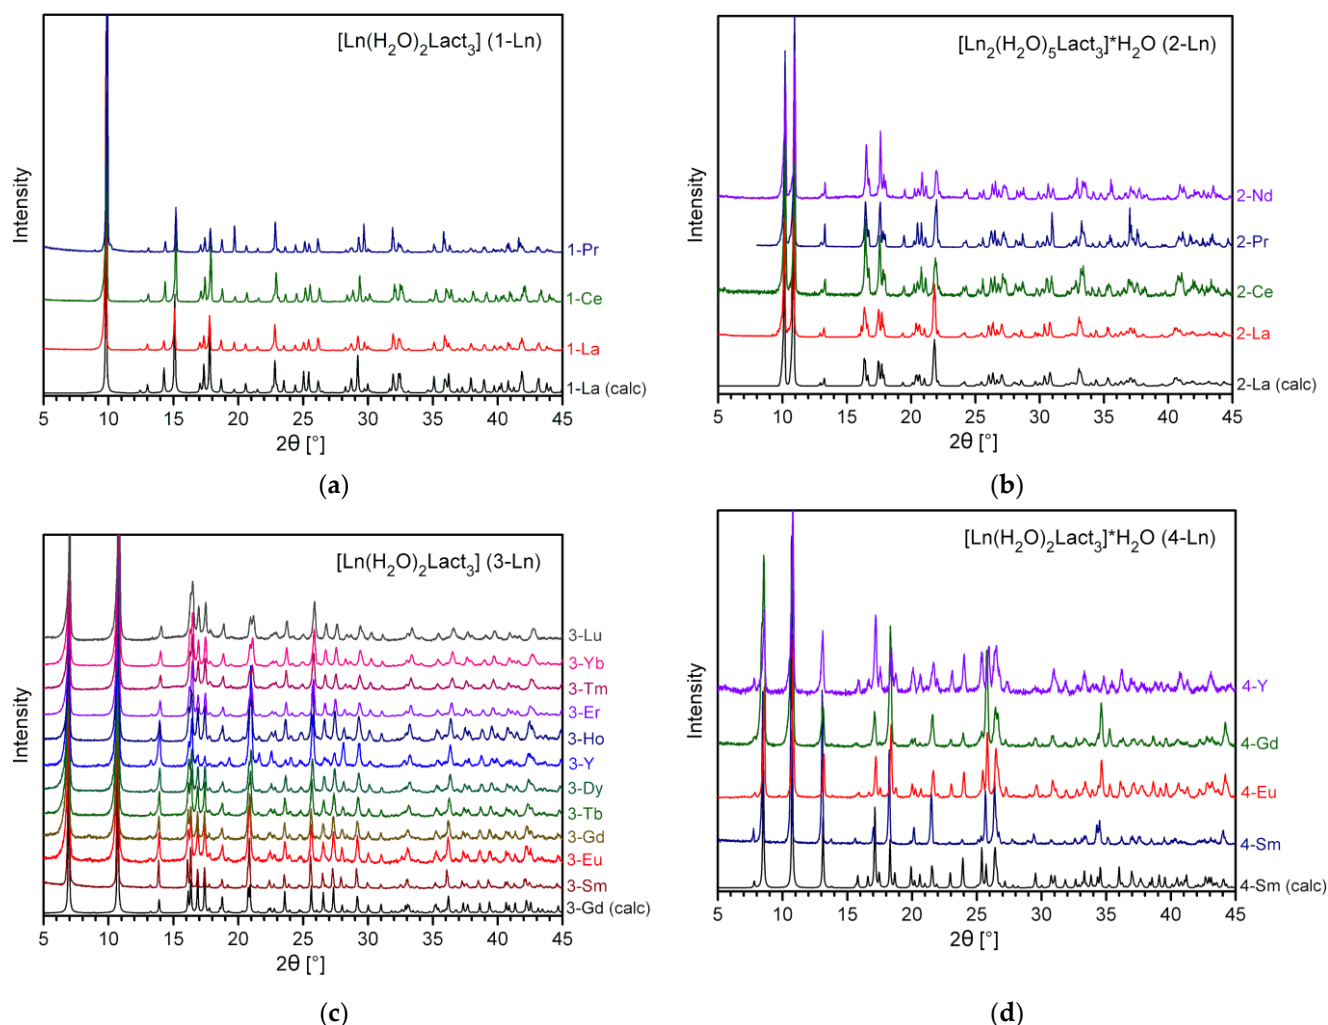 [Ln(H₂O)₂Lact₃] (1-Ln)
Intensity
1-Pr
1-Ce
1-La
1-La (calc)
5 10 15 20 25 30 35 40 45
2θ [°]
(a)
[Ln₂(H₂O)₅Lact₃]*H₂O (2-Ln)
Intensity
2-Nd
2-Pr
2-Ce
2-La
2-La (calc)
5 10 15 20 25 30 35 40 45
2θ [°]
(b)
[Ln(H₂O)₂Lact₃] (3-Ln)
Intensity
3-Lu
3-Yb
3-Tm
3-Er
3-Ho
3-Y
3-Dy
3-Tb
3-Gd
3-Eu
3-Sm
3-Gd (calc)
5 10 15 20 25 30 35 40 45
2θ [°]
(c)
[Ln(H₂O)₂Lact₃]*H₂O (4-Ln)
Intensity
4-Y
4-Gd
4-Eu
4-Sm
4-Sm (calc)
5 10 15 20 25 30 35 40 45
2θ [°]
(d)